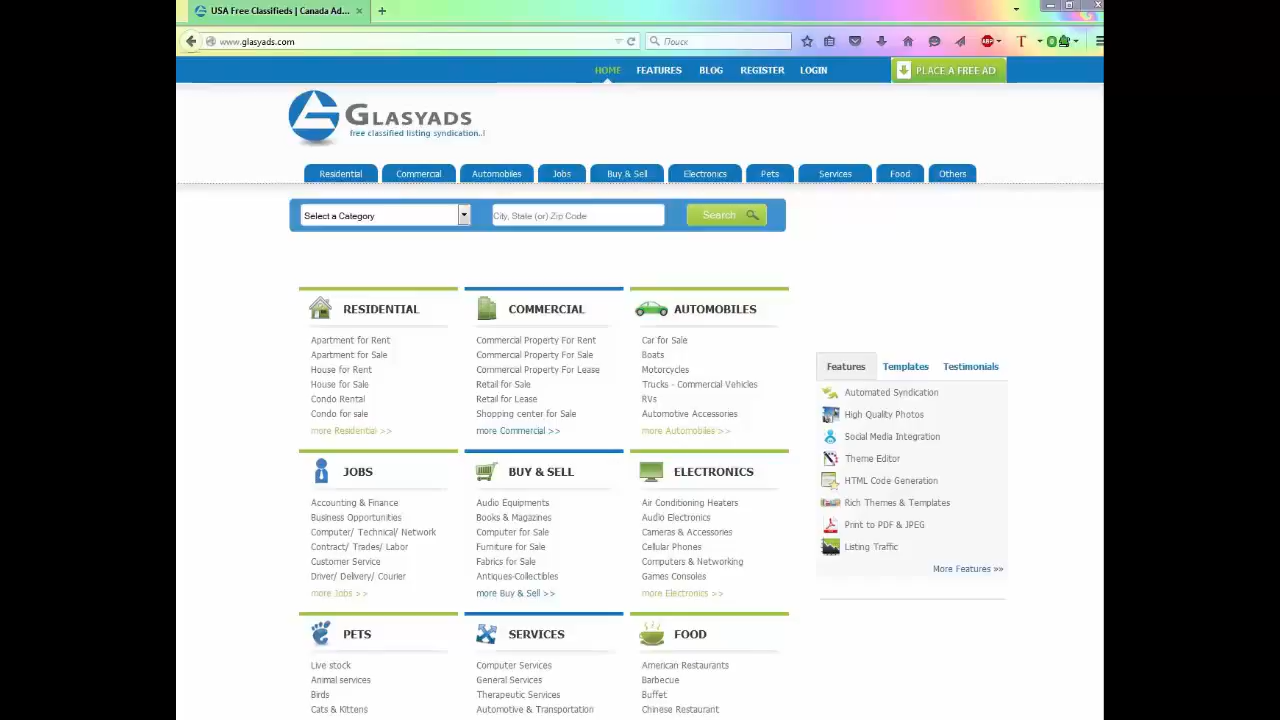 USA Free Classifieds | Canada Ad...
www.glasyads.com
Поиск
ABP
T
0
HOME FEATURES BLOG REGISTER LOGIN
PLACE A FREE AD
GLASYADS
free classified listing syndication..!
Residential Commercial Automobiles Jobs Buy & Sell Electronics Pets Services Food Others
Select a Category
City, State (or) Zip Code
Search
RESIDENTIAL
Apartment for Rent
Apartment for Sale
House for Rent
House for Sale
Condo Rental
Condo for sale
more Residential >>
COMMERCIAL
Commercial Property For Rent
Commercial Property For Sale
Commercial Property For Lease
Retail for Sale
Retail for Lease
Shopping center for Sale
more Commercial >>
AUTOMOBILES
Car for Sale
Boats
Motorcycles
Trucks - Commercial Vehicles
RVs
Automotive Accessories
more Automobiles >>
JOBS
Accounting & Finance
Business Opportunities
Computer/ Technical/ Network
Contract/ Trades/ Labor
Customer Service
Driver/ Delivery/ Courier
more Jobs >>
BUY & SELL
Audio Equipments
Books & Magazines
Computer for Sale
Furniture for Sale
Fabrics for Sale
Antiques-Collectibles
more Buy & Sell >>
ELECTRONICS
Air Conditioning Heaters
Audio Electronics
Cameras & Accessories
Cellular Phones
Computers & Networking
Games Consoles
more Electronics >>
PETS
Live stock
Animal services
Birds
Cats & Kittens
SERVICES
Computer Services
General Services
Therapeutic Services
Automotive & Transportation
FOOD
American Restaurants
Barbecue
Buffet
Chinese Restaurant
Features Templates Testimonials
Automated Syndication
High Quality Photos
Social Media Integration
Theme Editor
HTML Code Generation
Rich Themes & Templates
Print to PDF & JPEG
Listing Traffic
More Features >>